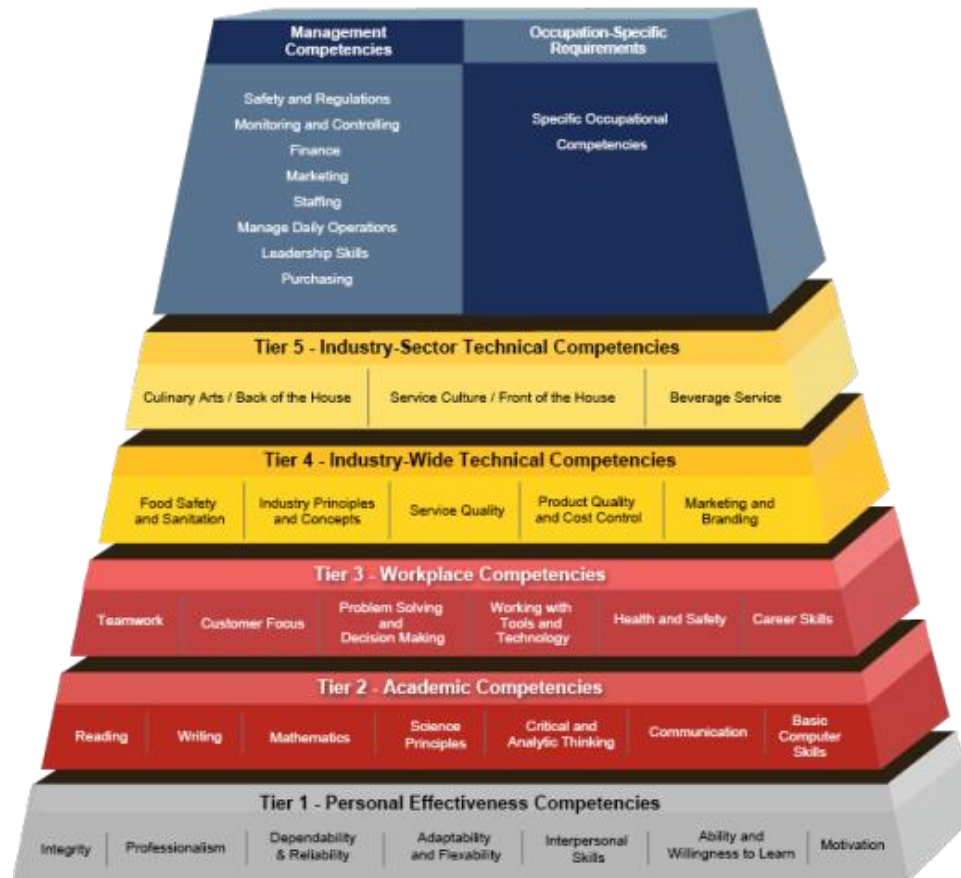 Management
Competencies
Occupation-Specific
Requirements
Safety and Regulations
Monitoring and Controlling
Finance
Marketing
Staffing
Manage Daily Operations
Leadership Skills
Purchasing
Specific Occupational
Competencies
Tier 5 - Industry-Sector Technical Competencies
Culinary Arts / Back of the House
Service Culture / Front of the House
Beverage Service
Tier 4 - Industry-Wide Technical Competencies
Food Safety
and Sanitation
Industry Principles
and Concepts
Service Quality
Product Quality
and Cost Control
Marketing and
Branding
Tier 3 - Workplace Competencies
Teamwork
Customer Focus
Problem Solving
and
Decision Making
Working with
Tools and
Technology
Health and Safety
Career Skills
Tier 2 - Academic Competencies
Reading
Writing
Mathematics
Science
Principles
Critical and
Analytic Thinking
Communication
Basic
Computer
Skills
Tier 1 - Personal Effectiveness Competencies
Integrity
Professionalism
Dependability
& Reliability
Adaptability
and Flexability
Interpersonal
Skills
Ability and
Willingness to Learn
Motivation